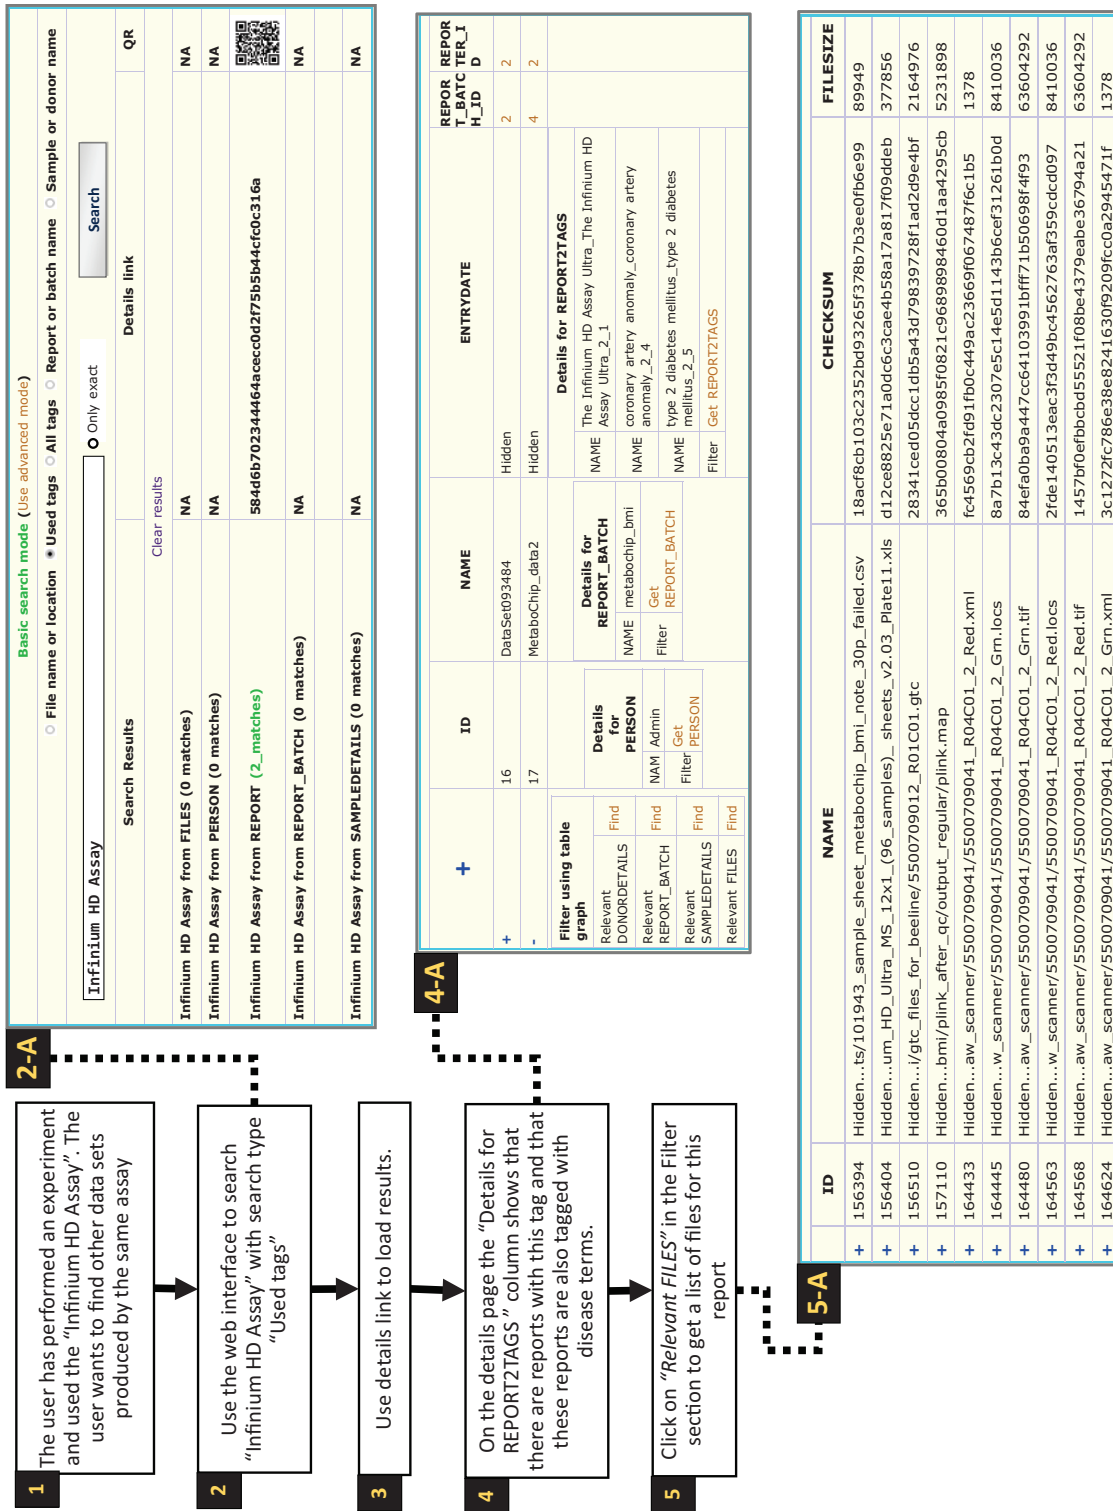 1
The user has performed an experiment
and used the “Infinium HD Assay”. The
user wants to find other data sets
produced by the same assay
2
Use the web interface to search
“Infinium HD Assay” with search type
“Used tags”
3
Use details link to load results.
4
On the details page the “Details for
REPORT2TAGS” column shows that
there are reports with this tag and that
these reports are also tagged with
disease terms.
5
Click on “Relevant FILES” in the Filter
section to get a list of files for this
report
2-A
Basic search mode (Use advanced mode)
File name or location Used tags All tags Report or batch name Sample or donor name
Infinium HD Assay Only exact Search
Search Results Details link QR
Clear results
Infinium HD Assay from FILES (0 matches) NA NA
Infinium HD Assay from PERSON (0 matches) NA NA
Infinium HD Assay from REPORT (2_matches) 584d6b702344464acecc0d2f75b5b44cfc0c316a
Infinium HD Assay from REPORT_BATCH (0 matches) NA NA
Infinium HD Assay from SAMPLEDETAILS (0 matches) NA NA
4-A
+ ID NAME ENTRYDATE REPOR
T_BATC
H_ID REPOR
TER_I
D
+ 16 DataSet093484 Hidden 2 2
- 17 MetaboChip_data2 Hidden 4 2
Filter using table
graph
Relevant
DONORDETAILS Find
Relevant
REPORT_BATCH Find
Relevant
SAMPLEDETAILS Find
Relevant FILES Find
Details
for
PERSON
NAM Admin
Filter Get
PERSON
Details for
REPORT_BATCH
NAME metabochip_bmi
Filter Get
REPORT_BATCH
Details for REPORT2TAGS
NAME The Infinium HD Assay Ultra_The Infinium HD
Assay Ultra_2_1
NAME coronary artery anomaly_coronary artery
anomaly_2_4
NAME type 2 diabetes mellitus_type 2 diabetes
mellitus_2_5
Filter Get REPORT2TAGS
5-A
ID NAME CHECKSUM FILESIZE
+ 156394 Hidden...ts/101943_sample_sheet_metabochip_bmi_note_30p_failed.csv 18acf8cb103c2352bd93265f378b7b3ee0fb6e99 89949
+ 156404 Hidden...um_HD_Ultra_MS_12x1_(96_samples)_ sheets_v2.03_Plate11.xls d12ce8825e71a0dc6c3cae4b58a17a817f09ddeb 377856
+ 156510 Hidden...i/gtc_files_for_beeline/5500709012_R01C01.gtc 28341ced05dcc1db5a43d79839728f1ad2d9e4bf 2164976
+ 157110 Hidden...bmi/plink_after_qc/output_regular/plink.map 365b00804a0985f0821c9689898460d1aa4295cb 5231898
+ 164433 Hidden...aw_scanner/5500709041/5500709041_R04C01_2_Red.xml fc4569cb2fd91fb0c449ac23669f067487f6c1b5 1378
+ 164445 Hidden...w_scanner/5500709041/5500709041_R04C01_2_Grn.locs 8a7b13c43dc2307e5c14e5d1143b6cef31261b0d 8410036
+ 164480 Hidden...aw_scanner/5500709041/5500709041_R04C01_2_Grn.tif 84efa0ba9a447cc64103991bfff71b50698f4f93 63604292
+ 164563 Hidden...w_scanner/5500709041/5500709041_R04C01_2_Red.locs 2fde140513eac3f3d49bc4562763af359cdcd097 8410036
+ 164568 Hidden...aw_scanner/5500709041/5500709041_R04C01_2_Red.tif 1457bf0efbbcbd555521f08be4379eabe36794a21 63604292
+ 164624 Hidden...aw_scanner/5500709041/5500709041_R04C01_2_Grn.xml 3c1272fc786e38e8241630f9209fcc0a2945471f 1378